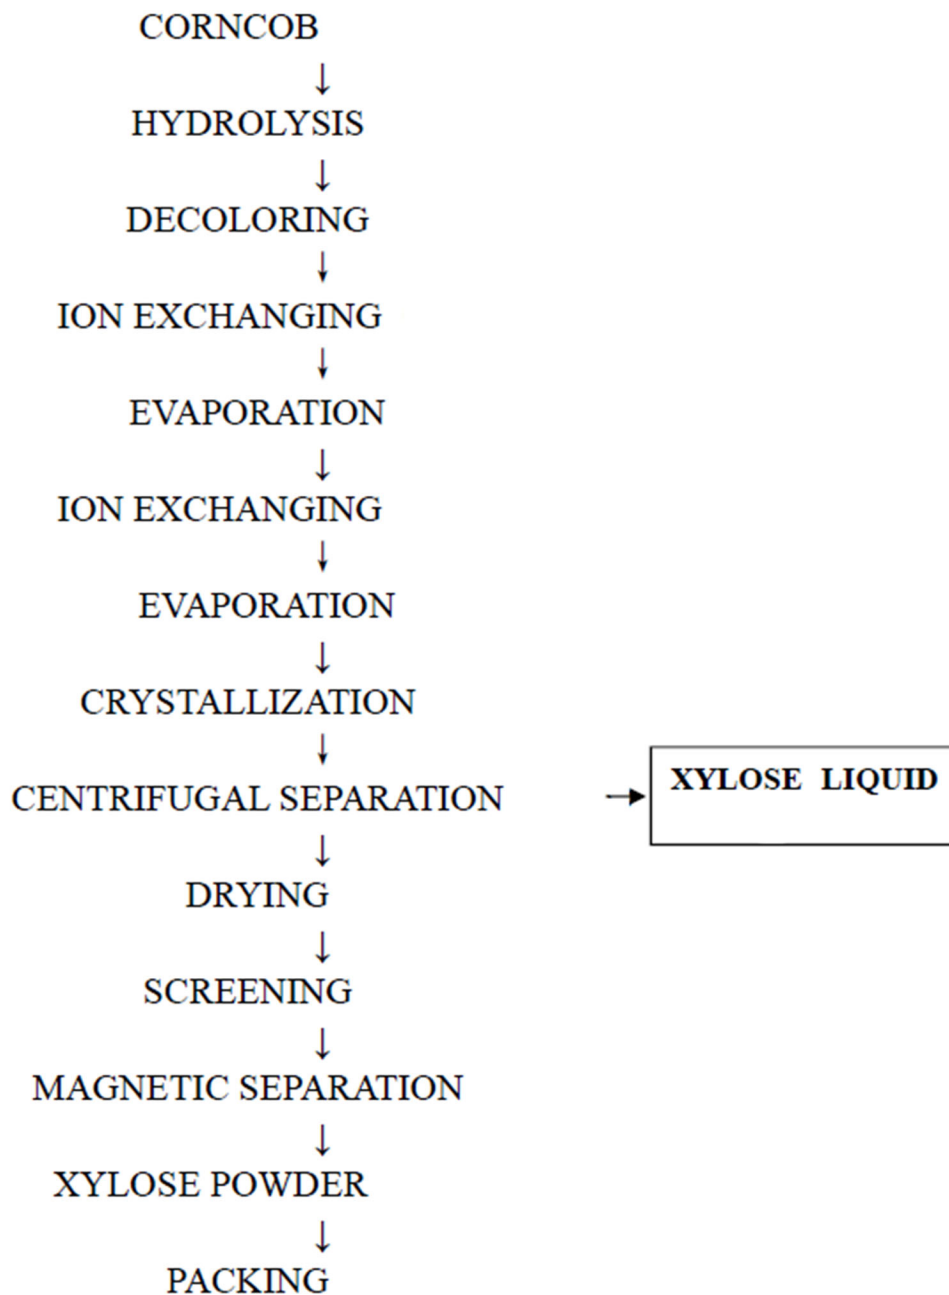 CORNCOB
↓
HYDROLYSIS
↓
DECOLORING
↓
ION EXCHANGING
↓
EVAPORATION
↓
ION EXCHANGING
↓
EVAPORATION
↓
CRYSTALLIZATION
↓
CENTRIFUGAL SEPARATION → XYLOSE LIQUID
↓
DRYING
↓
SCREENING
↓
MAGNETIC SEPARATION
↓
XYLOSE POWDER
↓
PACKING